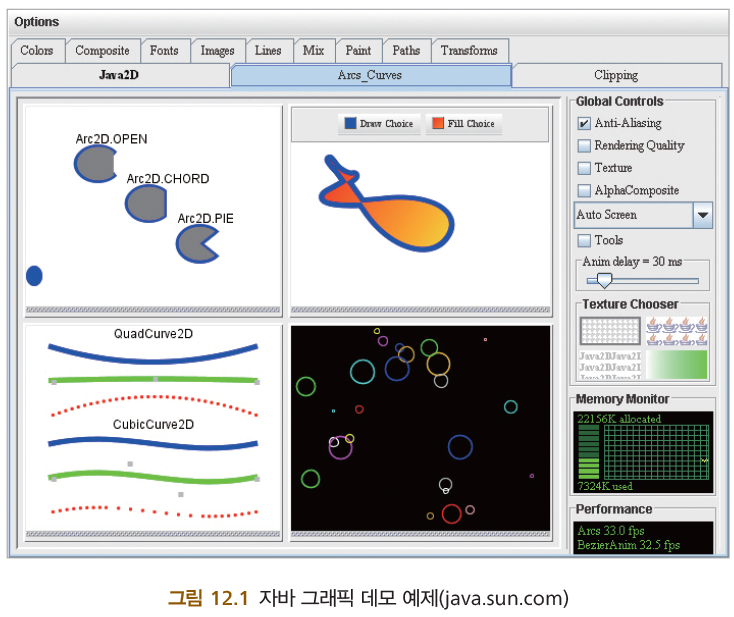 Options
Colors Composite Fonts Images Lines Mix Paint Paths Transforms
Java2D Arcs_Curves Clipping
Arc2D.OPEN
Arc2D.CHORD
Arc2D.PIE
Draw Choice Fill Choice
QuadCurve2D
CubicCurve2D
Global Controls
Anti-Aliasing
Rendering Quality
Texture
AlphaComposite
Auto Screen
Tools
Anim delay = 30 ms
Texture Chooser
Java2DJava2I
Java2DJava2I
Java2DJava2I
Memory Monitor
22156K allocated
7324K used
Performance
Arcs 33.0 fps
BezierAnim 32.5 fps
그림 12.1 자바 그래픽 데모 예제(java.sun.com)